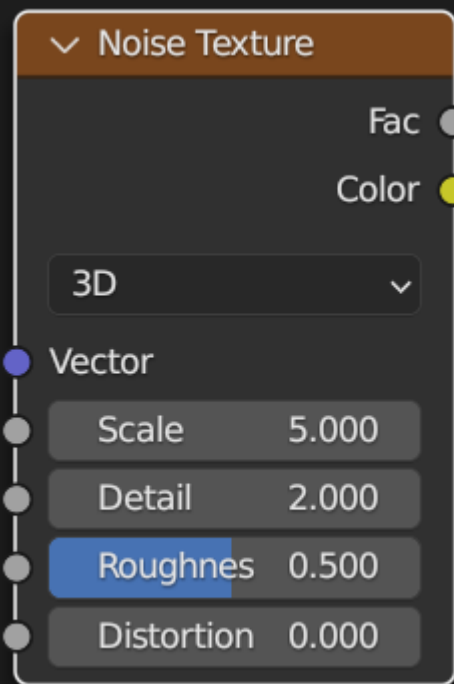 Noise Texture
Fac
Color
3D
Vector
Scale 5.000
Detail 2.000
Roughnes 0.500
Distortion 0.000